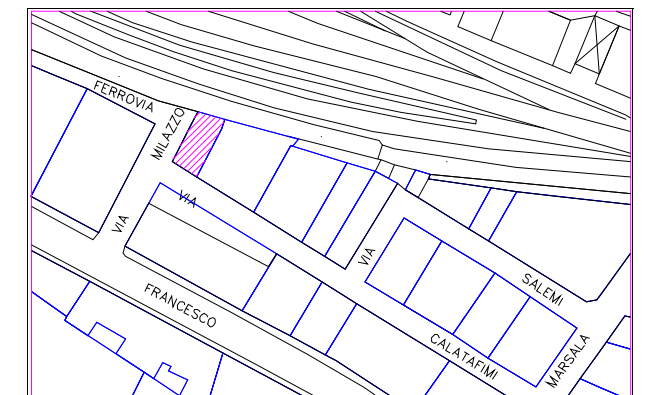 FERROVIA
MILAZZO
VIA
VIA
VIA
SALEMI
FRANCESCO
CALATAFIMI
MARSALA